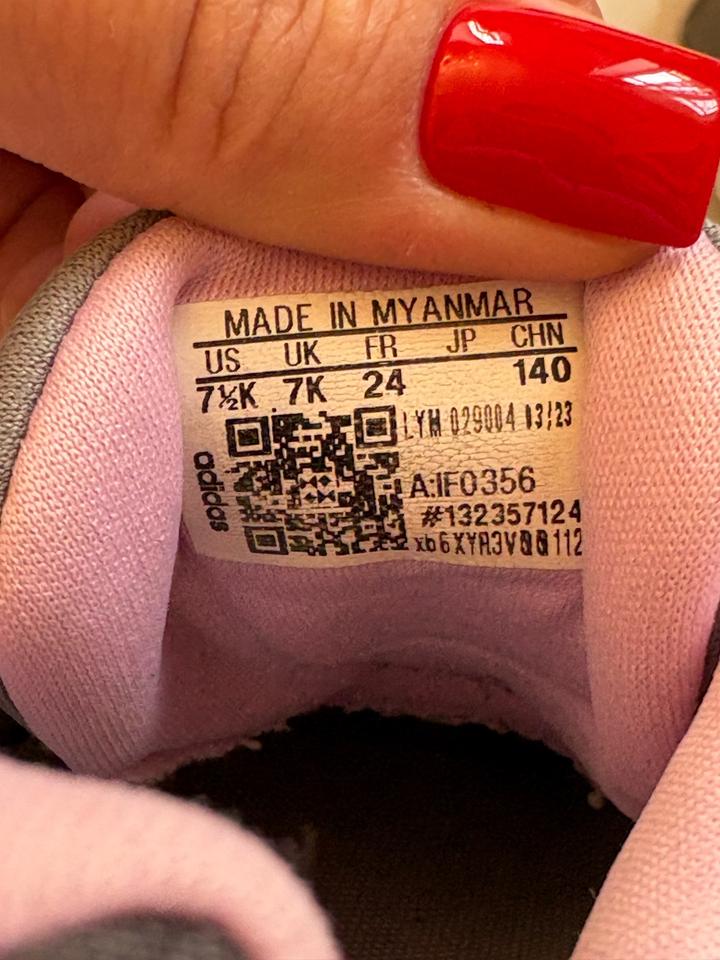 MADE IN MYANMAR
US UK FR JP CHN
7½K 7K 24 140
LYM 029004 03/23
adidas
A:IF0356
#132357124